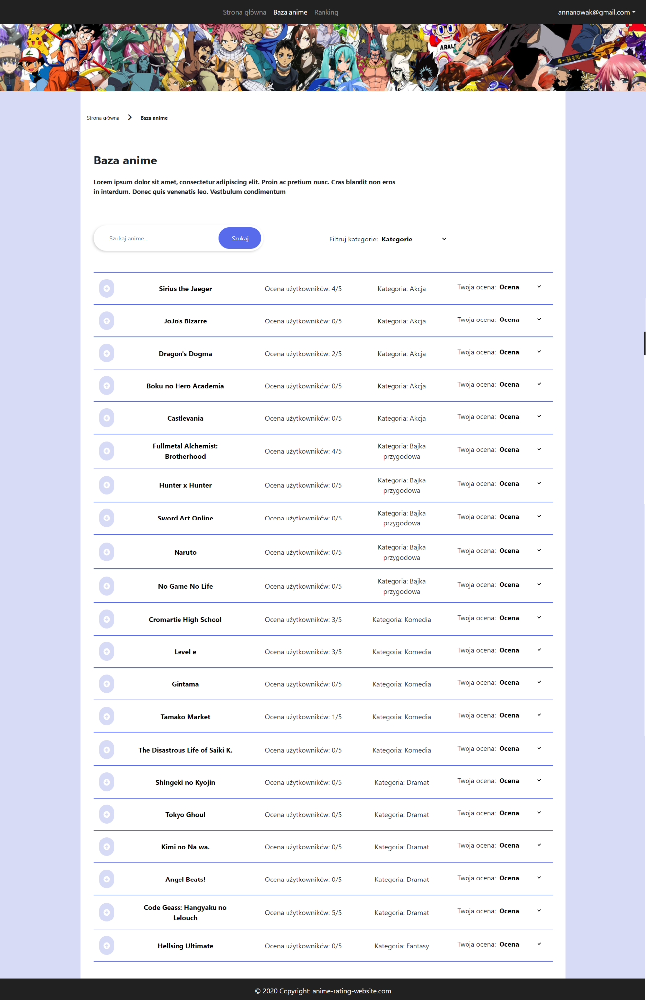 Strona główna Baza anime Ranking annanowak@gmail.com
ARALE
Strona główna Baza anime
Baza anime
Lorem ipsum dolor sit amet, consectetur adipiscing elit. Proin ac pretium nunc. Cras blandit non eros
in interdum. Donec quis venenatis leo. Vestbulum condimentum
Szukaj anime... Szukaj Filtruj kategorie: Kategorie
Sirius the Jaeger Ocena użytkowników: 4/5 Kategoria: Akcja Twoja ocena: Ocena
JoJo's Bizarre Ocena użytkowników: 0/5 Kategoria: Akcja Twoja ocena: Ocena
Dragon's Dogma Ocena użytkowników: 2/5 Kategoria: Akcja Twoja ocena: Ocena
Boku no Hero Academia Ocena użytkowników: 0/5 Kategoria: Akcja Twoja ocena: Ocena
Castlevania Ocena użytkowników: 0/5 Kategoria: Akcja Twoja ocena: Ocena
Fullmetal Alchemist:
Brotherhood Ocena użytkowników: 4/5 Kategoria: Bajka
przygodowa Twoja ocena: Ocena
Hunter x Hunter Ocena użytkowników: 0/5 Kategoria: Bajka
przygodowa Twoja ocena: Ocena
Sword Art Online Ocena użytkowników: 0/5 Kategoria: Bajka
przygodowa Twoja ocena: Ocena
Naruto Ocena użytkowników: 0/5 Kategoria: Bajka
przygodowa Twoja ocena: Ocena
No Game No Life Ocena użytkowników: 0/5 Kategoria: Bajka
przygodowa Twoja ocena: Ocena
Cromartie High School Ocena użytkowników: 3/5 Kategoria: Komedia Twoja ocena: Ocena
Level e Ocena użytkowników: 3/5 Kategoria: Komedia Twoja ocena: Ocena
Gintama Ocena użytkowników: 0/5 Kategoria: Komedia Twoja ocena: Ocena
Tamako Market Ocena użytkowników: 1/5 Kategoria: Komedia Twoja ocena: Ocena
The Disastrous Life of Saiki K. Ocena użytkowników: 0/5 Kategoria: Komedia Twoja ocena: Ocena
Shingeki no Kyojin Ocena użytkowników: 0/5 Kategoria: Dramat Twoja ocena: Ocena
Tokyo Ghoul Ocena użytkowników: 0/5 Kategoria: Dramat Twoja ocena: Ocena
Kimi no Na wa. Ocena użytkowników: 0/5 Kategoria: Dramat Twoja ocena: Ocena
Angel Beats! Ocena użytkowników: 0/5 Kategoria: Dramat Twoja ocena: Ocena
Code Geass: Hangyaku no
Lelouch Ocena użytkowników: 5/5 Kategoria: Dramat Twoja ocena: Ocena
Hellsing Ultimate Ocena użytkowników: 0/5 Kategoria: Fantasy Twoja ocena: Ocena
© 2020 Copyright: anime-rating-website.com